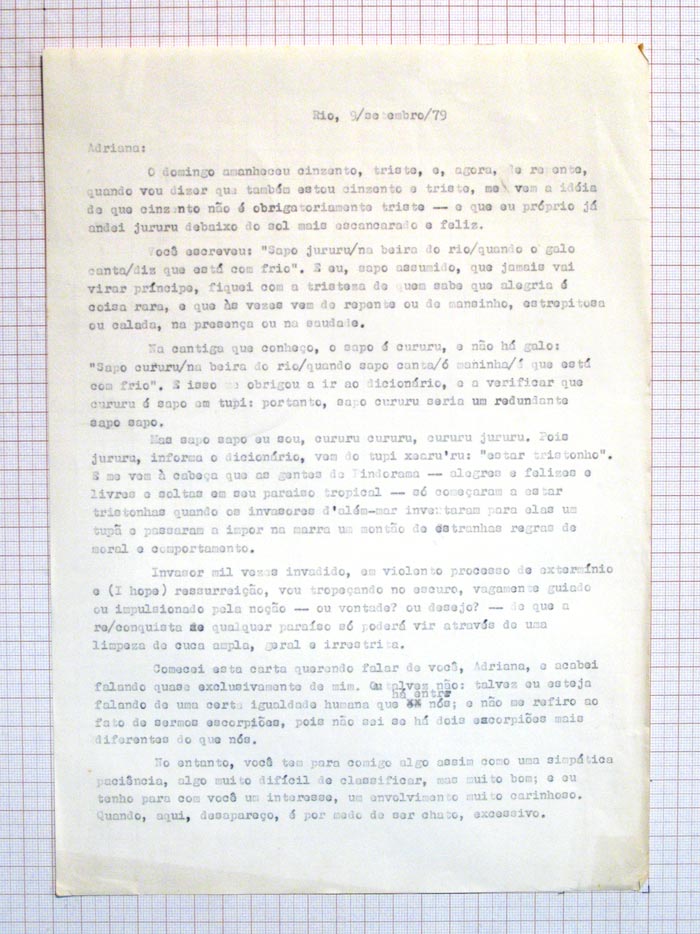 Rio, 9/setembro/79
Adriana:
O domingo amanheceu cinzento, triste, e, agora, de repente,
quando vou dizer que também estou cinzento e triste, me vem a idéia
de que cinzento não é obrigatoriamente triste -- e que eu próprio já
andei jururu debaixo do sol mais escancarado e feliz.
Você escreveu: "Sapo jururu/na beira do rio/quando o galo
canta/diz que está com frio". E eu, sapo assumido, que jamais vai
virar príncipe, fiquei com a tristeza de quem sabe que alegria é
coisa rara, e que às vezes vem de repente ou de mansinho, estrepitosa
ou calada, na presença ou na saudade.
Na cantiga que conheço, o sapo é cururu, e não há galo:
"Sapo cururu/na beira do rio/quando sapo canta/ó maninha/é que está
com frio". E isso me obrigou a ir ao dicionário, e a verificar que
cururu é sapo em tupi: portanto, sapo cururu seria um redundante
sapo sapo.
Mas sapo sapo eu sou, cururu cururu, cururu jururu. Pois
jururu, informa o dicionário, vem do tupi xearu'ru: "estar tristonho".
E me vem à cabeça que as gentes de Pindorama -- alegres e felizes e
livres e soltas em seu paraíso tropical -- só começaram a estar
tristonhas quando os invasores d'além-mar inventaram para elas um
tupã e passaram a impor na marra um montão de estranhas regras de
moral e comportamento.
Invasor mil vezes invadido, em violento processo de extermínio
e (I hope) ressurreição, vou tropeçando no escuro, vagamente guiado
ou impulsionado pela noção -- ou vontade? ou desejo? -- de que a
re/conquista de qualquer paraíso só poderá vir através de uma
limpeza de cuca ampla, geral e irrestrita.
Comecei esta carta querendo falar de você, Adriana, e acabei
falando quase exclusivamente de mim. Ou talvez não: talvez eu esteja
há entre
falando de uma certa igualdade humana que nós; e não me refiro ao
fato de sermos escorpiões, pois não sei se há dois escorpiões mais
diferentes do que nós.
No entanto, você tem para comigo algo assim como uma simpática
paciência, algo muito difícil de classificar, mas muito bom; e eu
tenho para com você um interesse, um envolvimento muito carinhoso.
Quando, aqui, desapareço, é por medo de ser chato, excessivo.